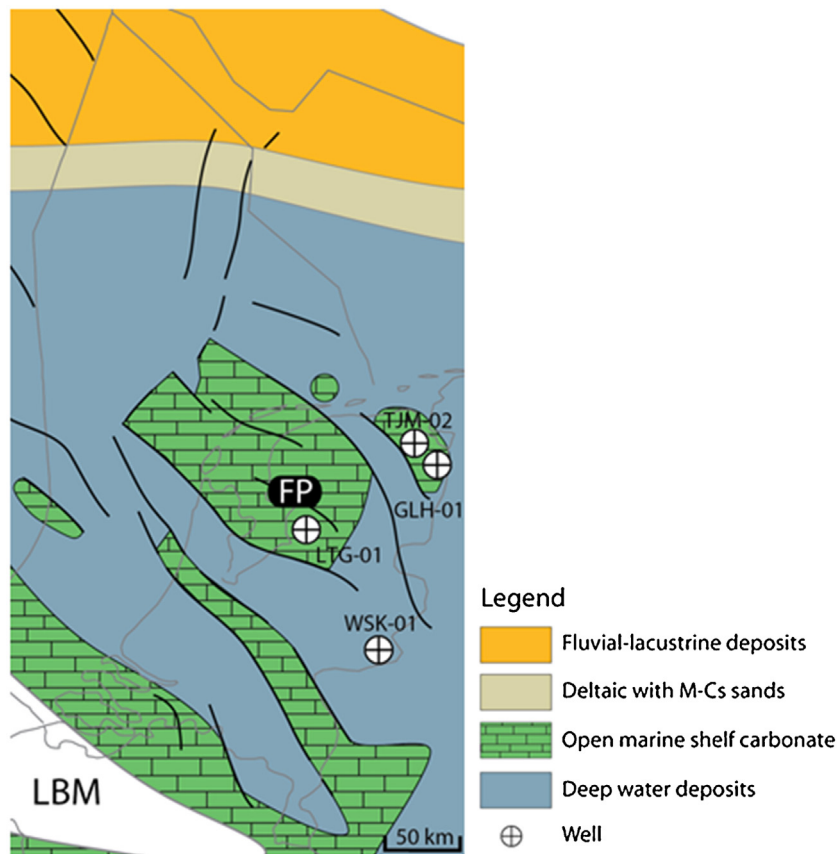 TJM-02
FP
GLH-01
LTG-01
WSK-01
LBM
50 km
Legend
Fluvial-lacustrine deposits
Deltaic with M-Cs sands
Open marine shelf carbonate
Deep water deposits
Well